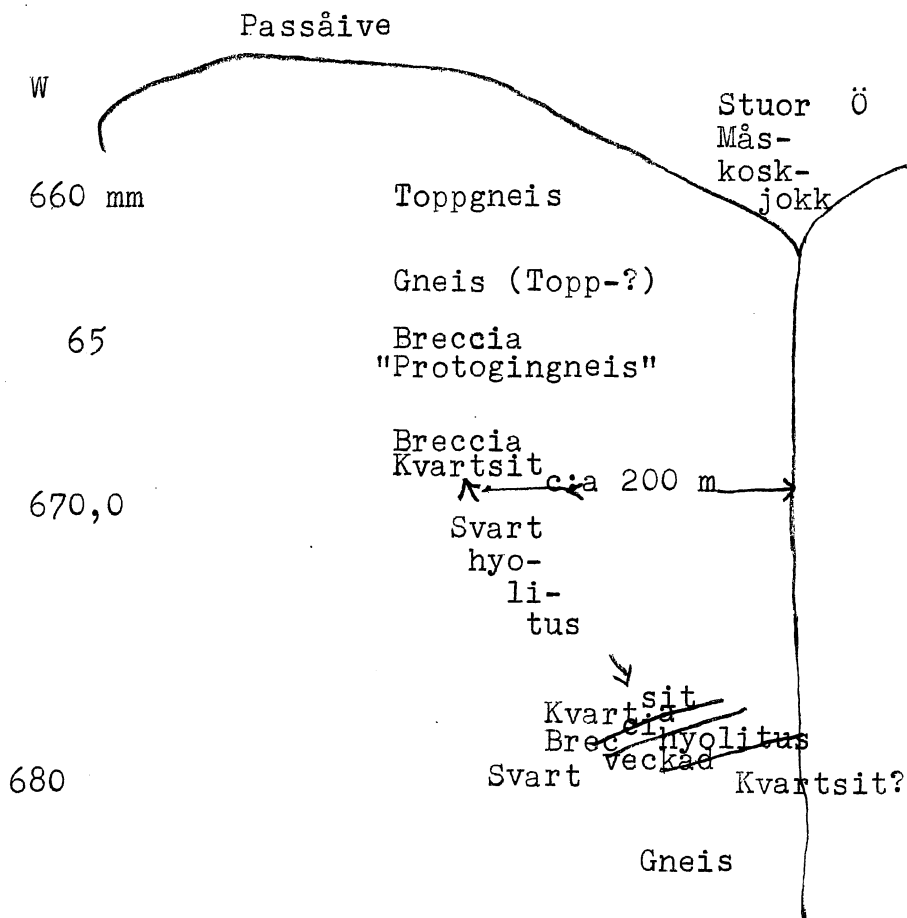 Passåive
W
Stuor Ö
Mås-
kosk-
jokk
660 mm Toppgneis
Gneis (Topp-?)
65 Breccia
"Protogingneis"
Breccia
Kvartsit
cia 200 m
670,0
Svart
hyo-
li-
tus
Kvartsit
Breccia
Svart veckad hyolitus
680
Kvartsit?
Gneis